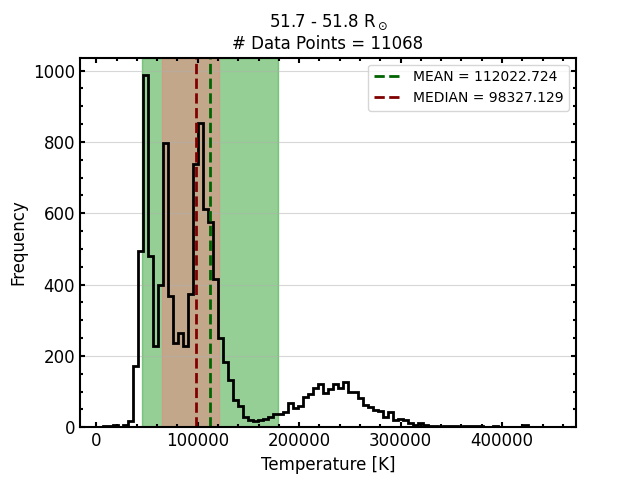 51.7 - 51.8 R⊙
# Data Points = 11068
MEAN = 112022.724
MEDIAN = 98327.129
Frequency
1000
800
600
400
200
0
0 100000 200000 300000 400000
Temperature [K]